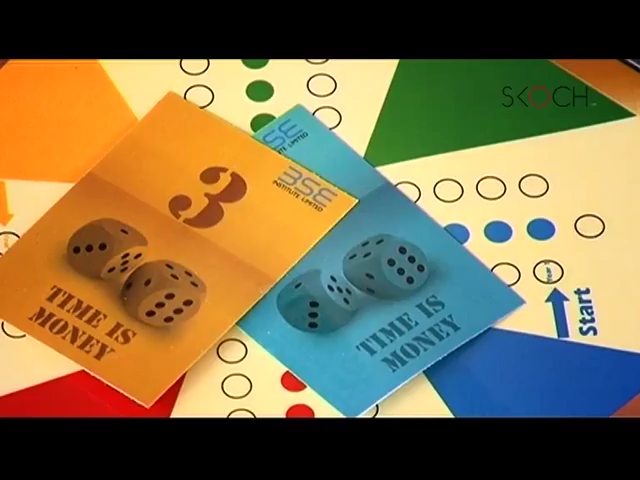 SKOCH
3
BSE
INSTITUTE LIMITED
TIME IS
MONEY
BSE
INSTITUTE LIMITED
TIME IS
MONEY
Start